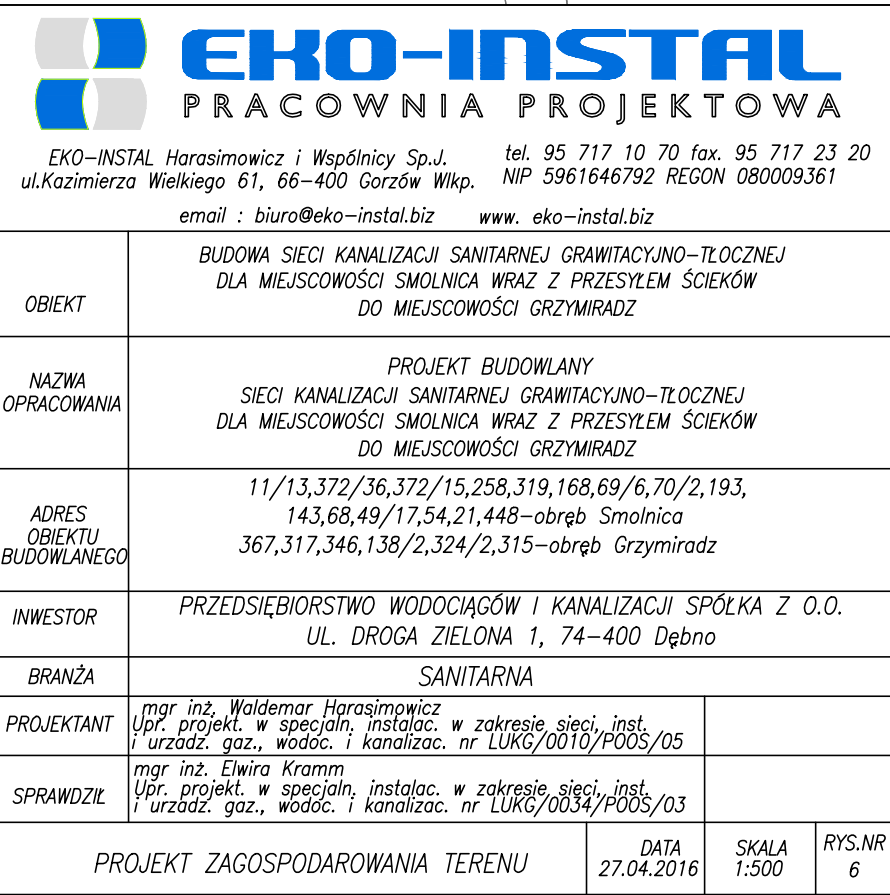 EKO-INSTAL
PRACOWNIA PROJEKTOWA
EKO-INSTAL Harasimowicz i Wspólnicy Sp.J.
ul.Kazimierza Wielkiego 61, 66-400 Gorzów Wlkp.
tel. 95 717 10 70 fax. 95 717 23 20
NIP 5961646792 REGON 080009361
email : biuro@eko-instal.biz www. eko-instal.biz
OBIEKT
BUDOWA SIECI KANALIZACJI SANITARNEJ GRAWITACYJNO-TŁOCZNEJ
DLA MIEJSCOWOŚCI SMOLNICA WRAZ Z PRZESYŁEM ŚCIEKÓW
DO MIEJSCOWOŚCI GRZYMIRADZ
NAZWA
OPRACOWANIA
PROJEKT BUDOWLANY
SIECI KANALIZACJI SANITARNEJ GRAWITACYJNO-TŁOCZNEJ
DLA MIEJSCOWOŚCI SMOLNICA WRAZ Z PRZESYŁEM ŚCIEKÓW
DO MIEJSCOWOŚCI GRZYMIRADZ
ADRES
OBIEKTU
BUDOWLANEGO
11/13,372/36,372/15,258,319,168,69/6,70/2,193,
143,68,49/17,54,21,448-obręb Smolnica
367,317,346,138/2,324/2,315-obręb Grzymiradz
INWESTOR
PRZEDSIĘBIORSTWO WODOCIĄGÓW I KANALIZACJI SPÓŁKA Z O.O.
UL. DROGA ZIELONA 1, 74-400 Dębno
BRANŻA
SANITARNA
PROJEKTANT
mgr inż. Waldemar Harasimowicz
Upr. projekt. w specjaln. instalac. w zakresie sieci, inst.
i urzadz. gaz., wodoc. i kanalizac. nr LUKG/0010/POOS/05
SPRAWDZIŁ
mgr inż. Elwira Kramm
Upr. projekt. w specjaln. instalac. w zakresie sieci, inst.
i urzadz. gaz., wodoc. i kanalizac. nr LUKG/0034/POOS/03
PROJEKT ZAGOSPODAROWANIA TERENU
DATA
27.04.2016
SKALA
1:500
RYS.NR
6